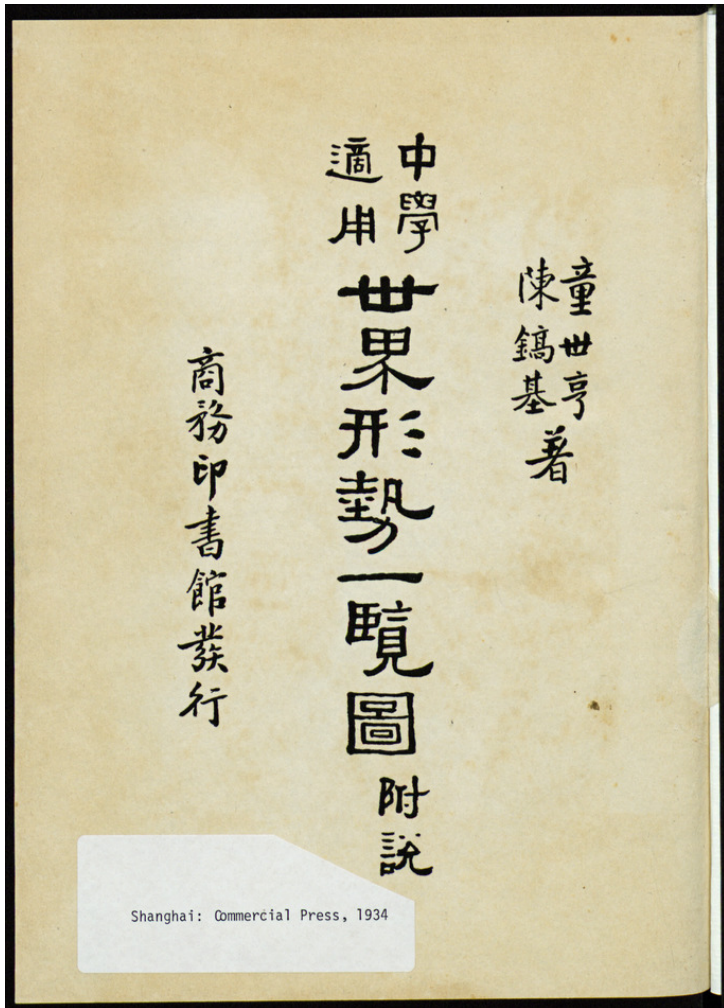 童世亨
陳鎬基
著
中學
適用
世界形勢一覽圖
附說
商務印書館發行
Shanghai: Commercial Press, 1934